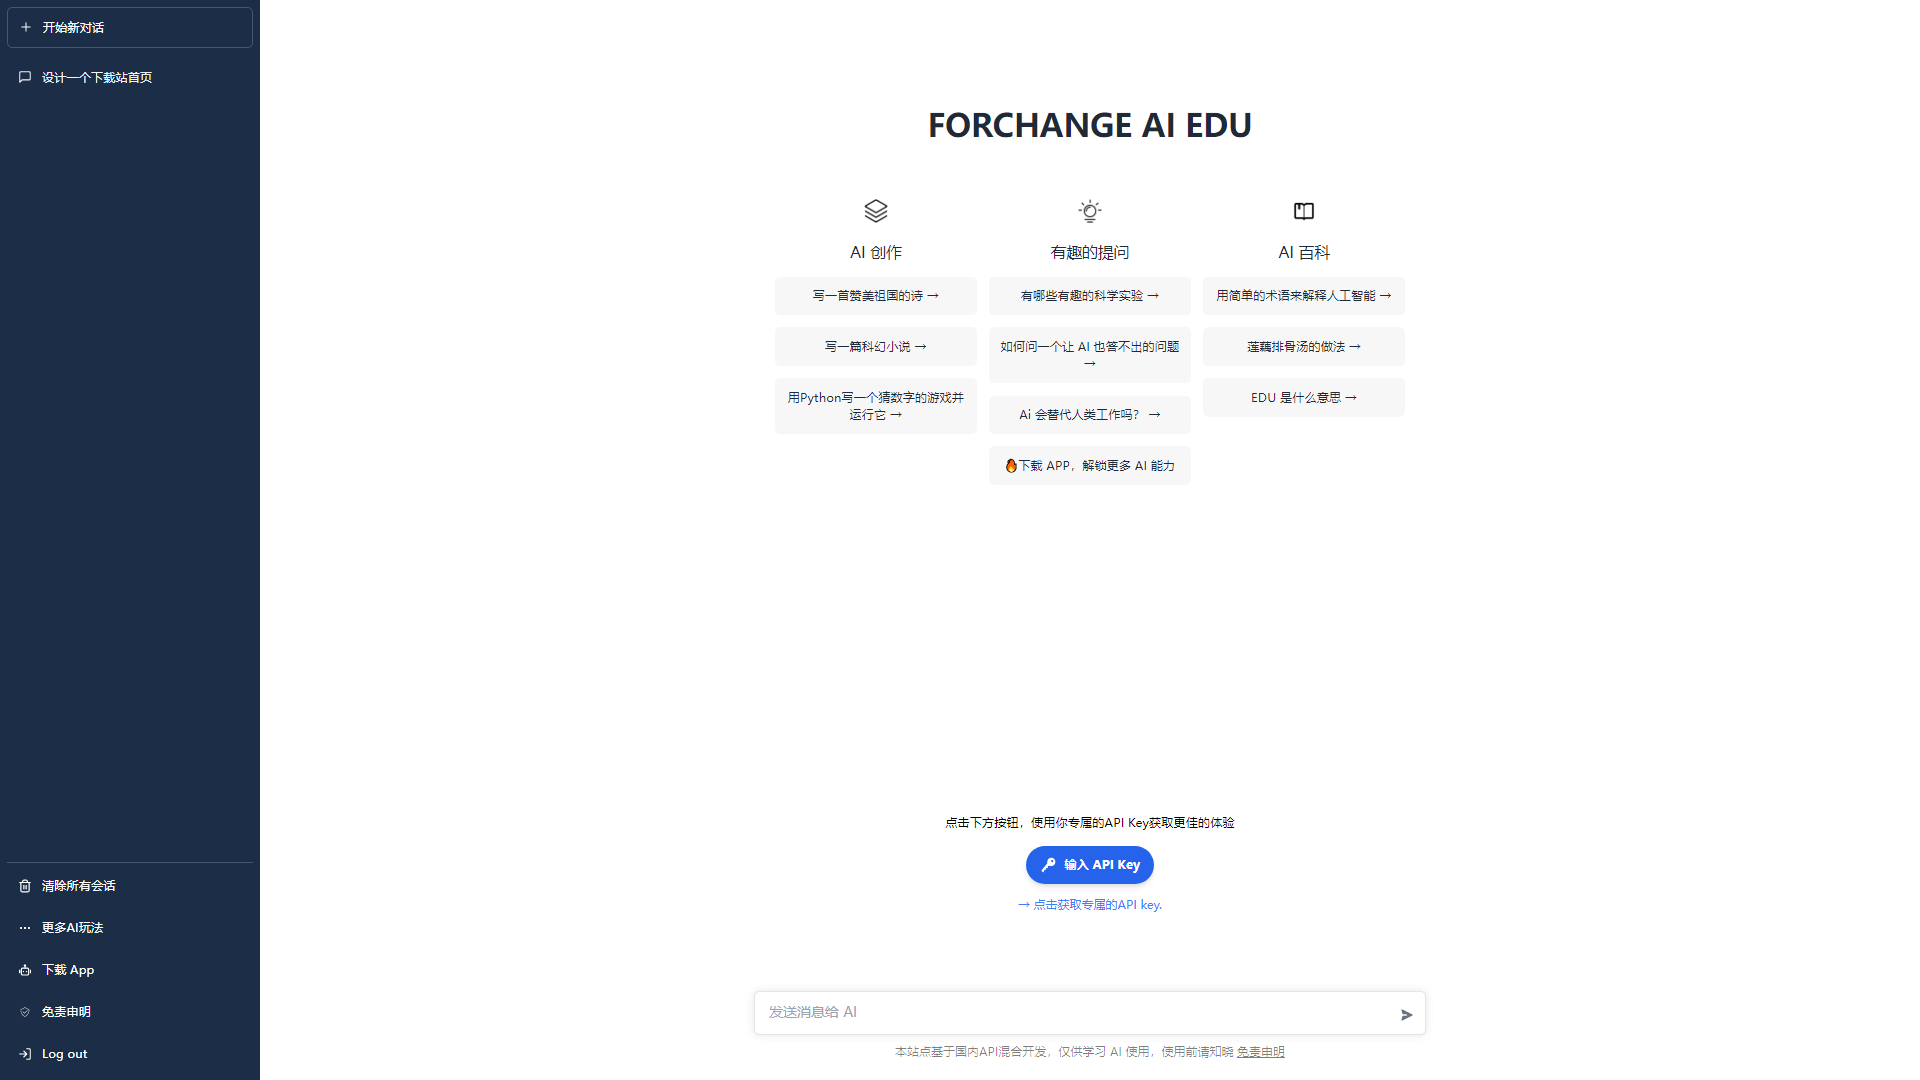 开始新对话
设计一个下载站首页
清除所有会话
更多AI玩法
下载 App
免责申明
Log out
FORCHANGE AI EDU
AI 创作
写一首赞美祖国的诗 →
写一篇科幻小说 →
用Python写一个猜数字的游戏并
运行它 →
有趣的提问
有哪些有趣的科学实验 →
如何问一个让 AI 也答不出的问题
→
Ai 会替代人类工作吗？ →
🔥下载 APP，解锁更多 AI 能力
AI 百科
用简单的术语来解释人工智能 →
莲藕排骨汤的做法 →
EDU 是什么意思 →
点击下方按钮，使用你专属的API Key获取更佳的体验
输入 API Key
→ 点击获取专属的API key.
发送消息给 AI
本站点基于国内API混合开发，仅供学习 AI 使用，使用前请知晓 免责申明